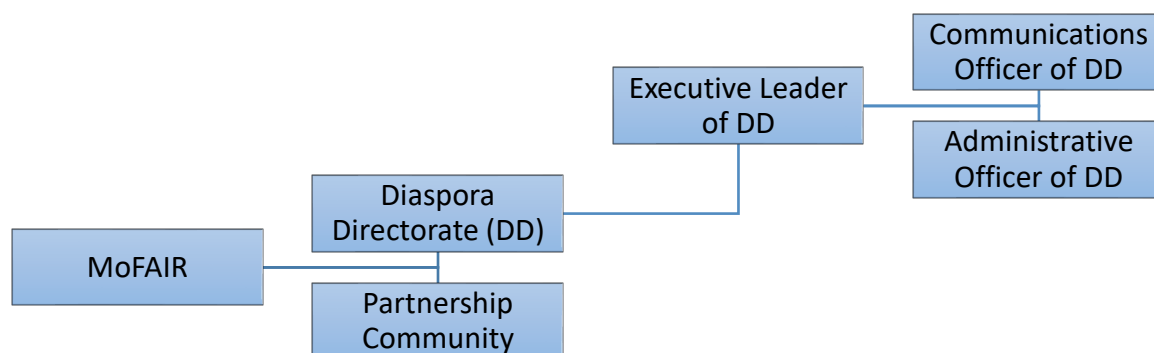 Communications
Officer of DD
Executive Leader
of DD
Administrative
Officer of DD
Diaspora
Directorate (DD)
MoFAIR
Partnership
Community